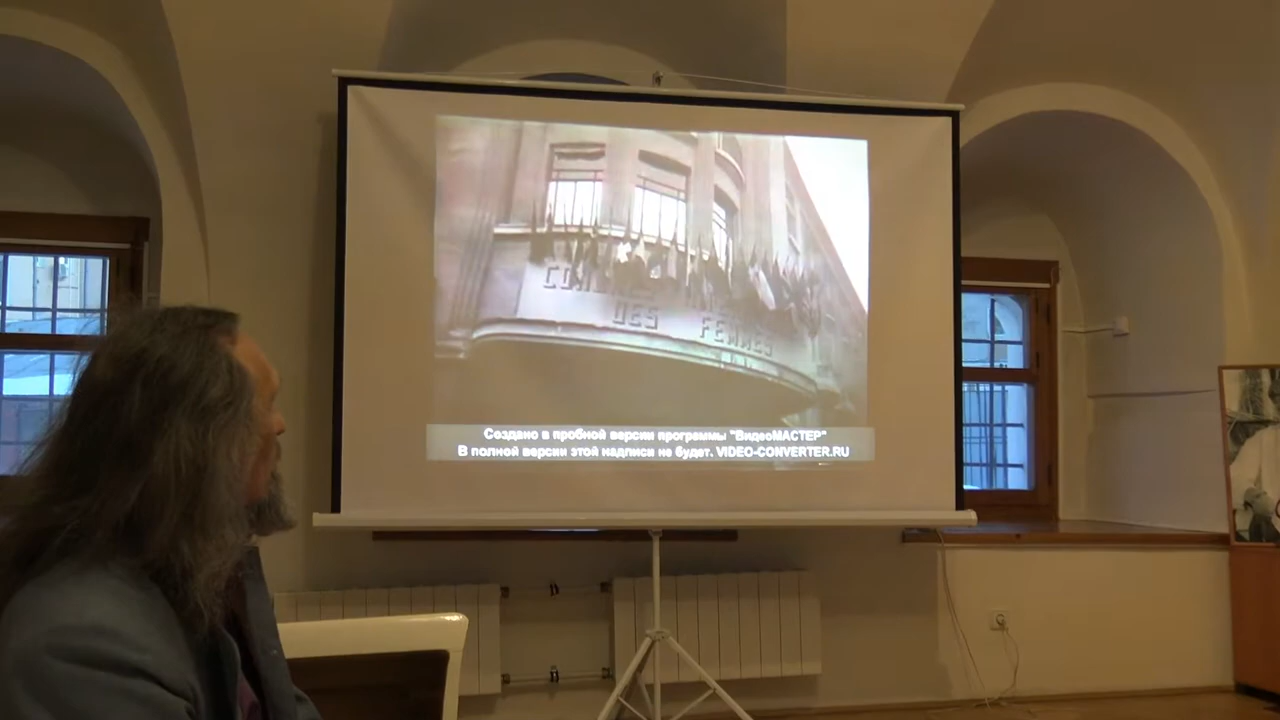 DES FEMMES
Создано в пробной версии программы "ВидеоМАСТЕР"
В полной версии этой надписи не будет. VIDEO-CONVERTER.RU